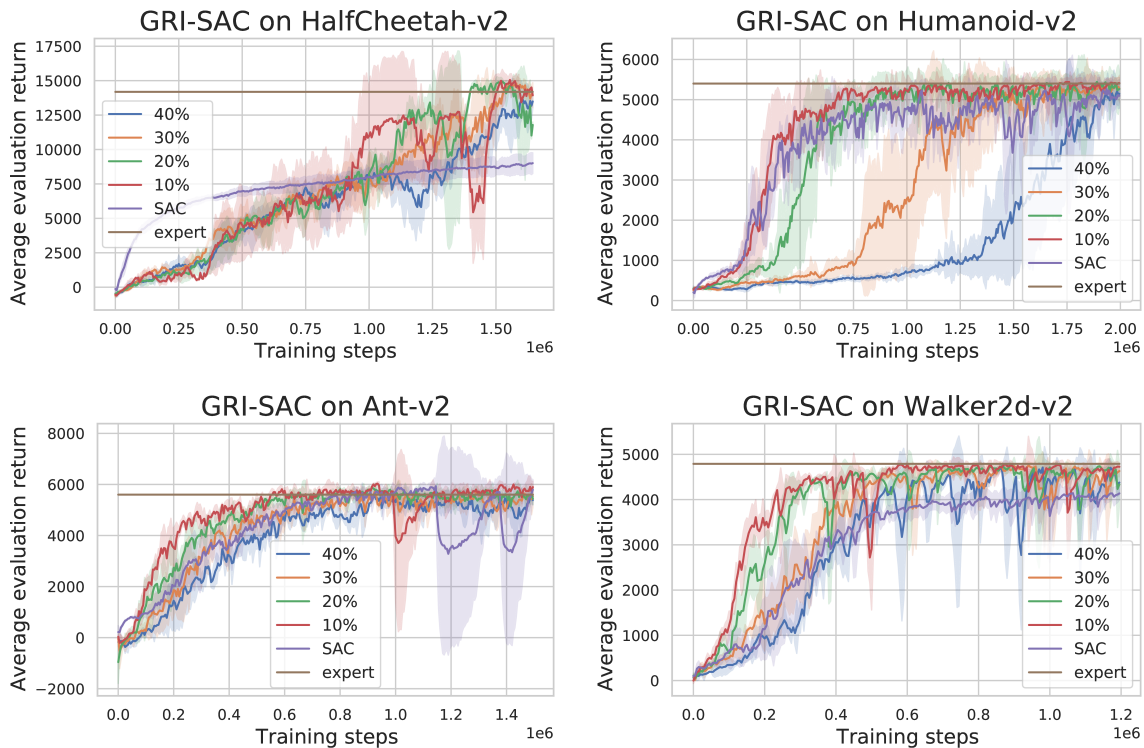 GRI-SAC on HalfCheetah-v2
Average evaluation return
17500
15000
12500
10000
7500
5000
2500
0
40%
30%
20%
10%
SAC
expert
0.00 0.25 0.50 0.75 1.00 1.25 1.50
1e6
Training steps
GRI-SAC on Humanoid-v2
Average evaluation return
6000
5000
4000
3000
2000
1000
0
40%
30%
20%
10%
SAC
expert
0.00 0.25 0.50 0.75 1.00 1.25 1.50 1.75 2.00
1e6
Training steps
GRI-SAC on Ant-v2
Average evaluation return
8000
6000
4000
2000
0
−2000
40%
30%
20%
10%
SAC
expert
0.0 0.2 0.4 0.6 0.8 1.0 1.2 1.4
1e6
Training steps
GRI-SAC on Walker2d-v2
Average evaluation return
5000
4000
3000
2000
1000
0
40%
30%
20%
10%
SAC
expert
0.0 0.2 0.4 0.6 0.8 1.0 1.2
1e6
Training steps